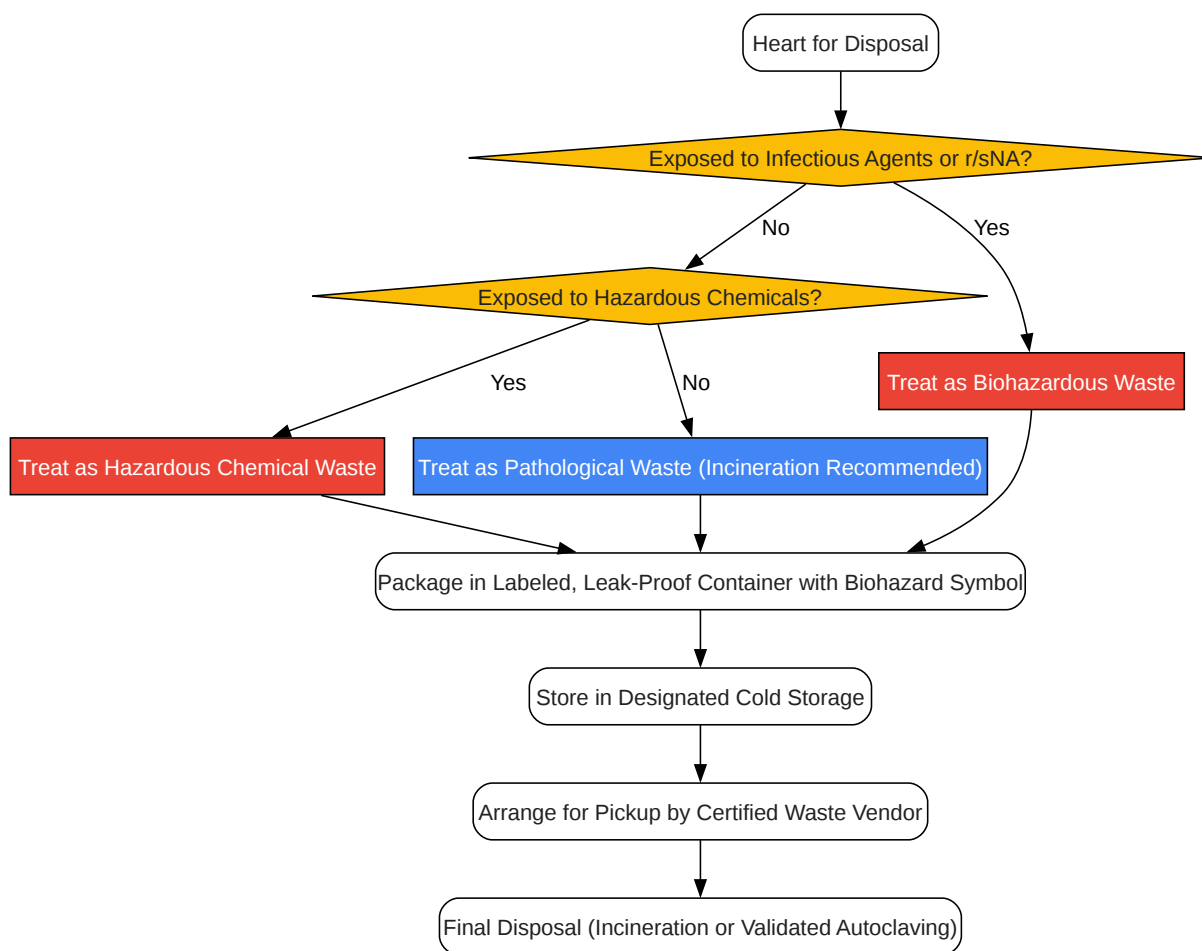 Heart for Disposal
Exposed to Infectious Agents or r/sNA?
No
Yes
Exposed to Hazardous Chemicals?
Yes
No
Treat as Biohazardous Waste
Treat as Hazardous Chemical Waste
Treat as Pathological Waste (Incineration Recommended)
Package in Labeled, Leak-Proof Container with Biohazard Symbol
Store in Designated Cold Storage
Arrange for Pickup by Certified Waste Vendor
Final Disposal (Incineration or Validated Autoclaving)